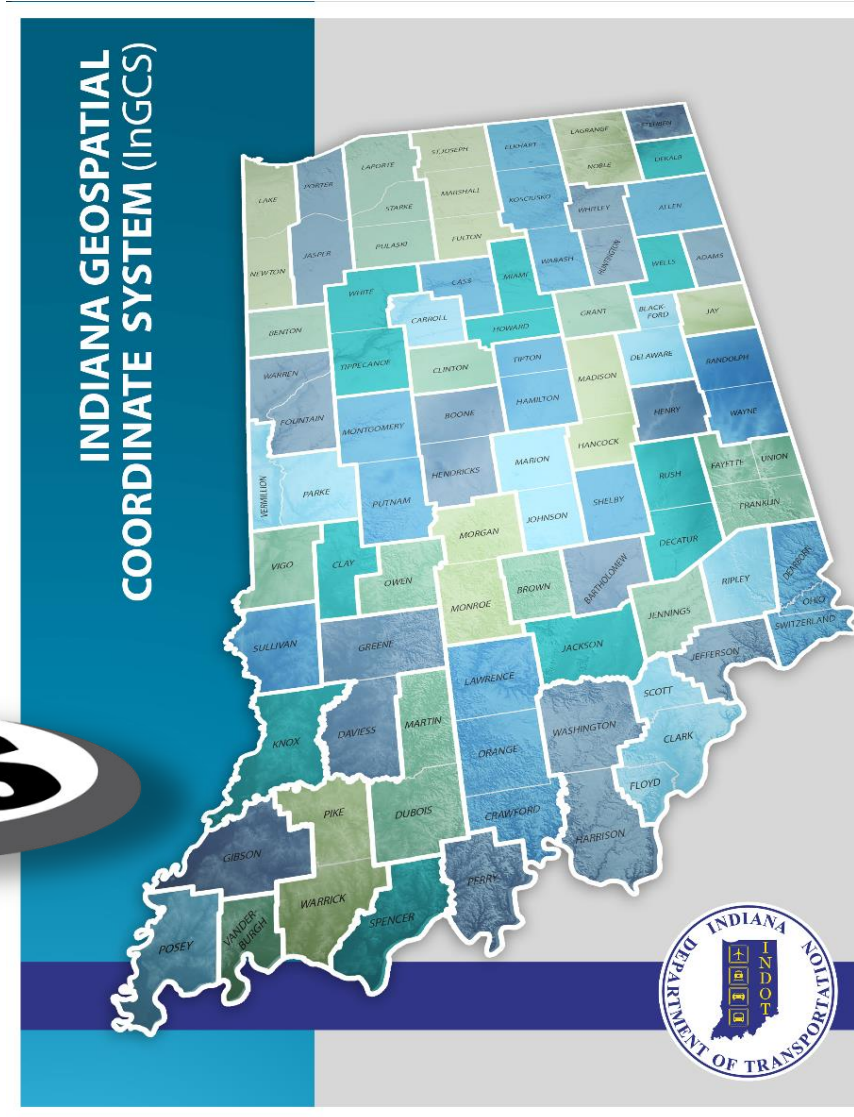 INDIANA GEOSPATIAL
COORDINATE SYSTEM (InGCS)
LAKE
PORTER
LAPORTE
ST. JOSEPH
ELKHART
LAGRANGE
STEUBEN
NOBLE
DEKALB
STARKE
MARSHALL
KOSCIUSKO
WHITLEY
ALLEN
NEWTON
JASPER
PULASKI
FULTON
WABASH
HUNTINGTON
WELLS
ADAMS
WHITE
CASS
MIAMI
CARROLL
BENTON
HOWARD
GRANT
BLACK-
FORD
JAY
TIPPECANOE
CLINTON
TIPTON
DELAWARE
RANDOLPH
WARREN
MADISON
FOUNTAIN
MONTGOMERY
BOONE
HAMILTON
HENRY
WAYNE
HANCOCK
VERMILLION
PARKE
PUTNAM
HENDRICKS
MARION
RUSH
FAYETTE
UNION
SHELBY
JOHNSON
FRANKLIN
MORGAN
VIGO
CLAY
OWEN
DECATUR
MONROE
BROWN
BARTHOLOMEW
RIPLEY
DEARBORN
JENNINGS
OHIO
SWITZERLAND
SULLIVAN
GREENE
JACKSON
JEFFERSON
LAWRENCE
SCOTT
KNOX
DAVIESS
MARTIN
WASHINGTON
CLARK
ORANGE
FLOYD
PIKE
DUBOIS
CRAWFORD
HARRISON
GIBSON
PERRY
WARRICK
SPENCER
POSEY
VANDER-
BURGH
INDIANA
DEPARTMENT OF TRANSPORTATION
INDOT